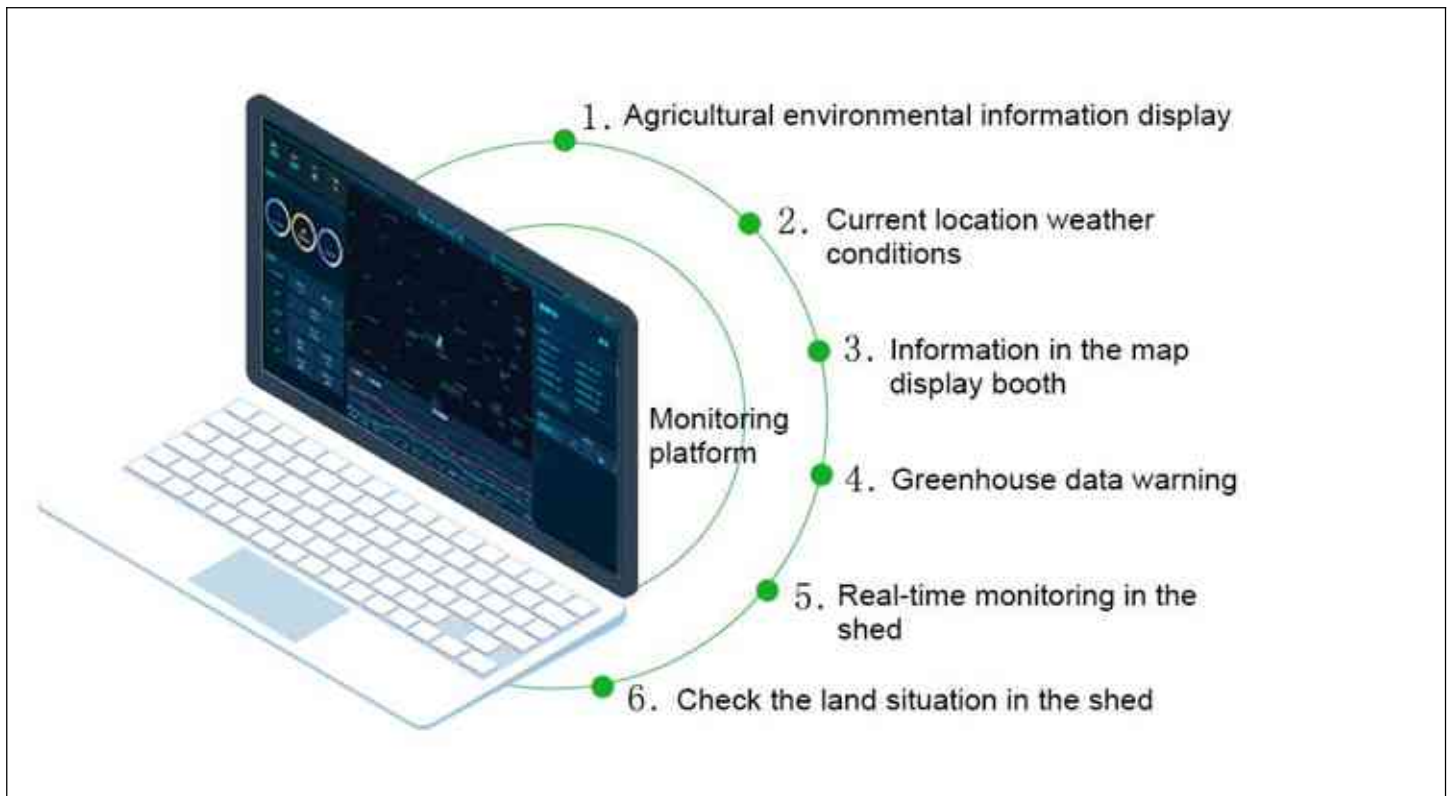 1. Agricultural environmental information display
2. Current location weather
conditions
3. Information in the map
display booth
Monitoring
platform
4. Greenhouse data warning
5. Real-time monitoring in the
shed
6. Check the land situation in the shed